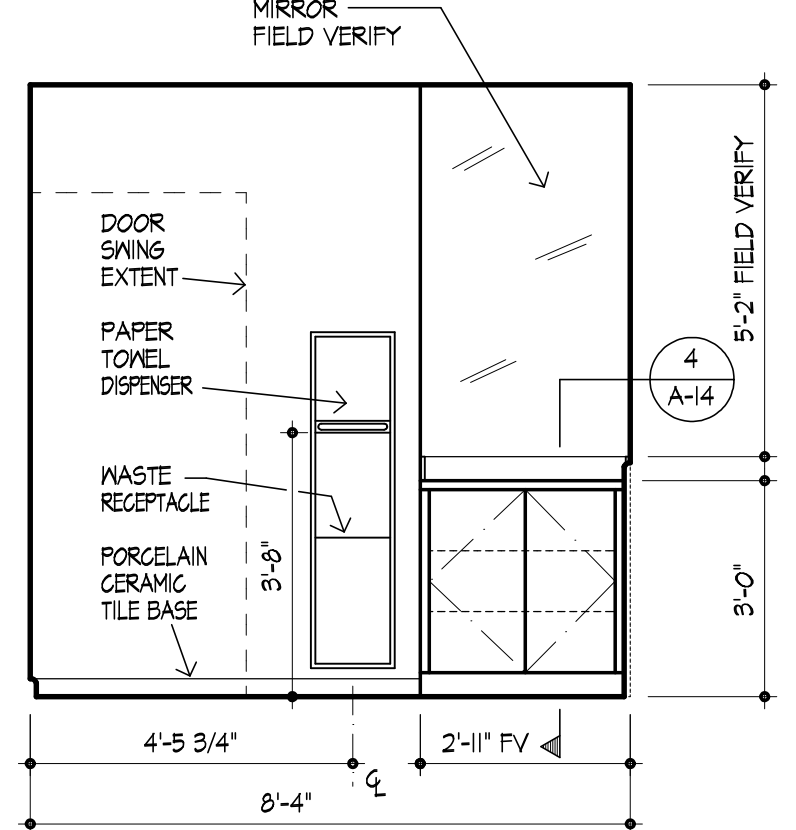 MIRROR
FIELD VERIFY
DOOR
SWING
EXTENT
PAPER
TOWEL
DISPENSER
WASTE
RECEPTACLE
PORCELAIN
CERAMIC
TILE BASE
3'-8"
5'-2" FIELD VERIFY
4
A-14
3'-0"
4'-5 3/4"
2'-11" FV
℄
8'-4"